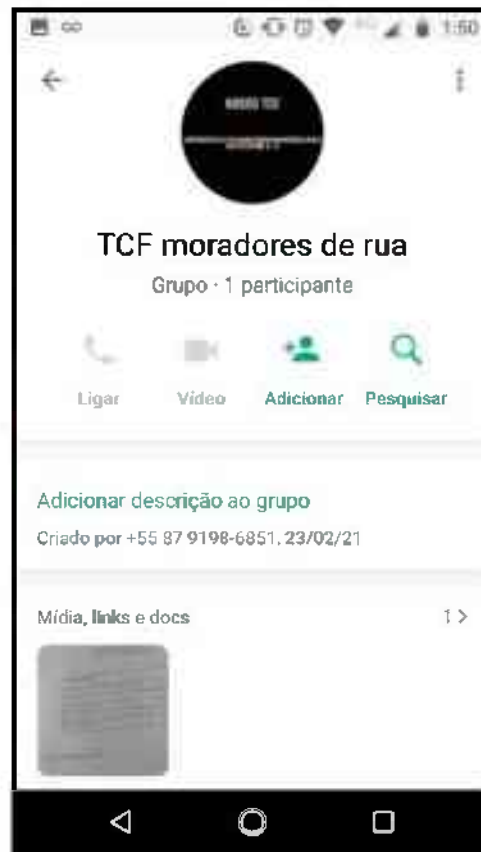 1:50
TCF moradores de rua
Grupo · 1 participante
Ligar Vídeo Adicionar Pesquisar
Adicionar descrição ao grupo
Criado por +55 87 9198-6851, 23/02/21
Mídia, links e docs 1 >